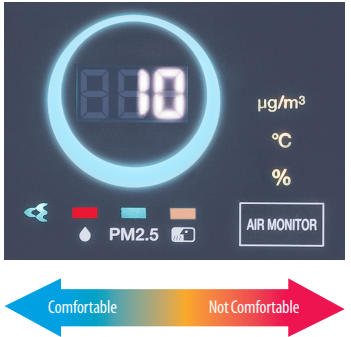 10
µg/m³
°C
%
PM2.5
AIR MONITOR
Comfortable Not Comfortable